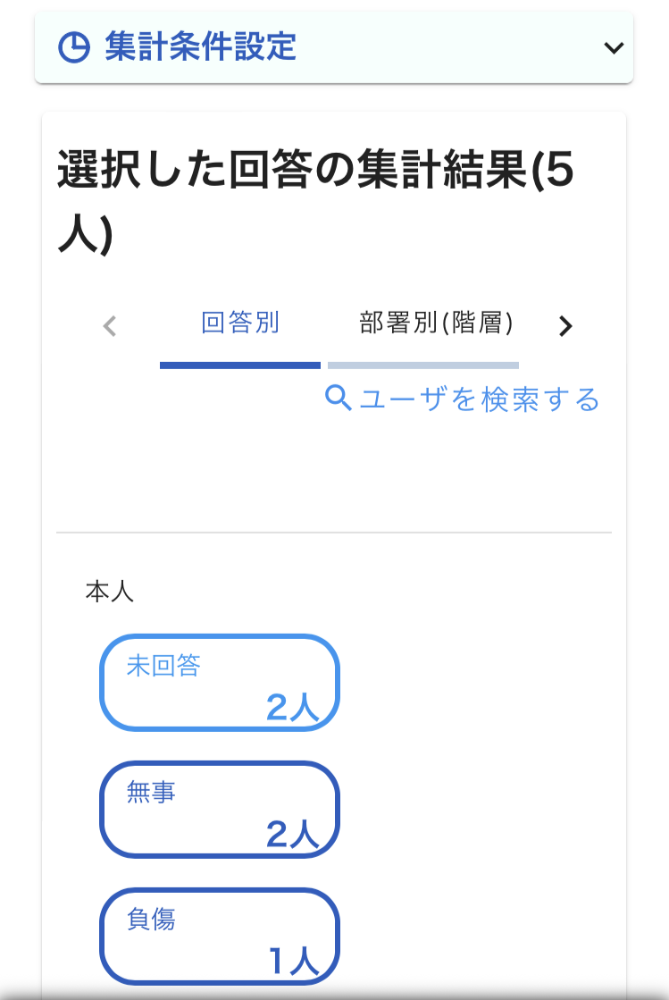 集計条件設定
選択した回答の集計結果(5
人)
回答別 部署別(階層)
ユーザを検索する
本人
未回答
2人
無事
2人
負傷
1人